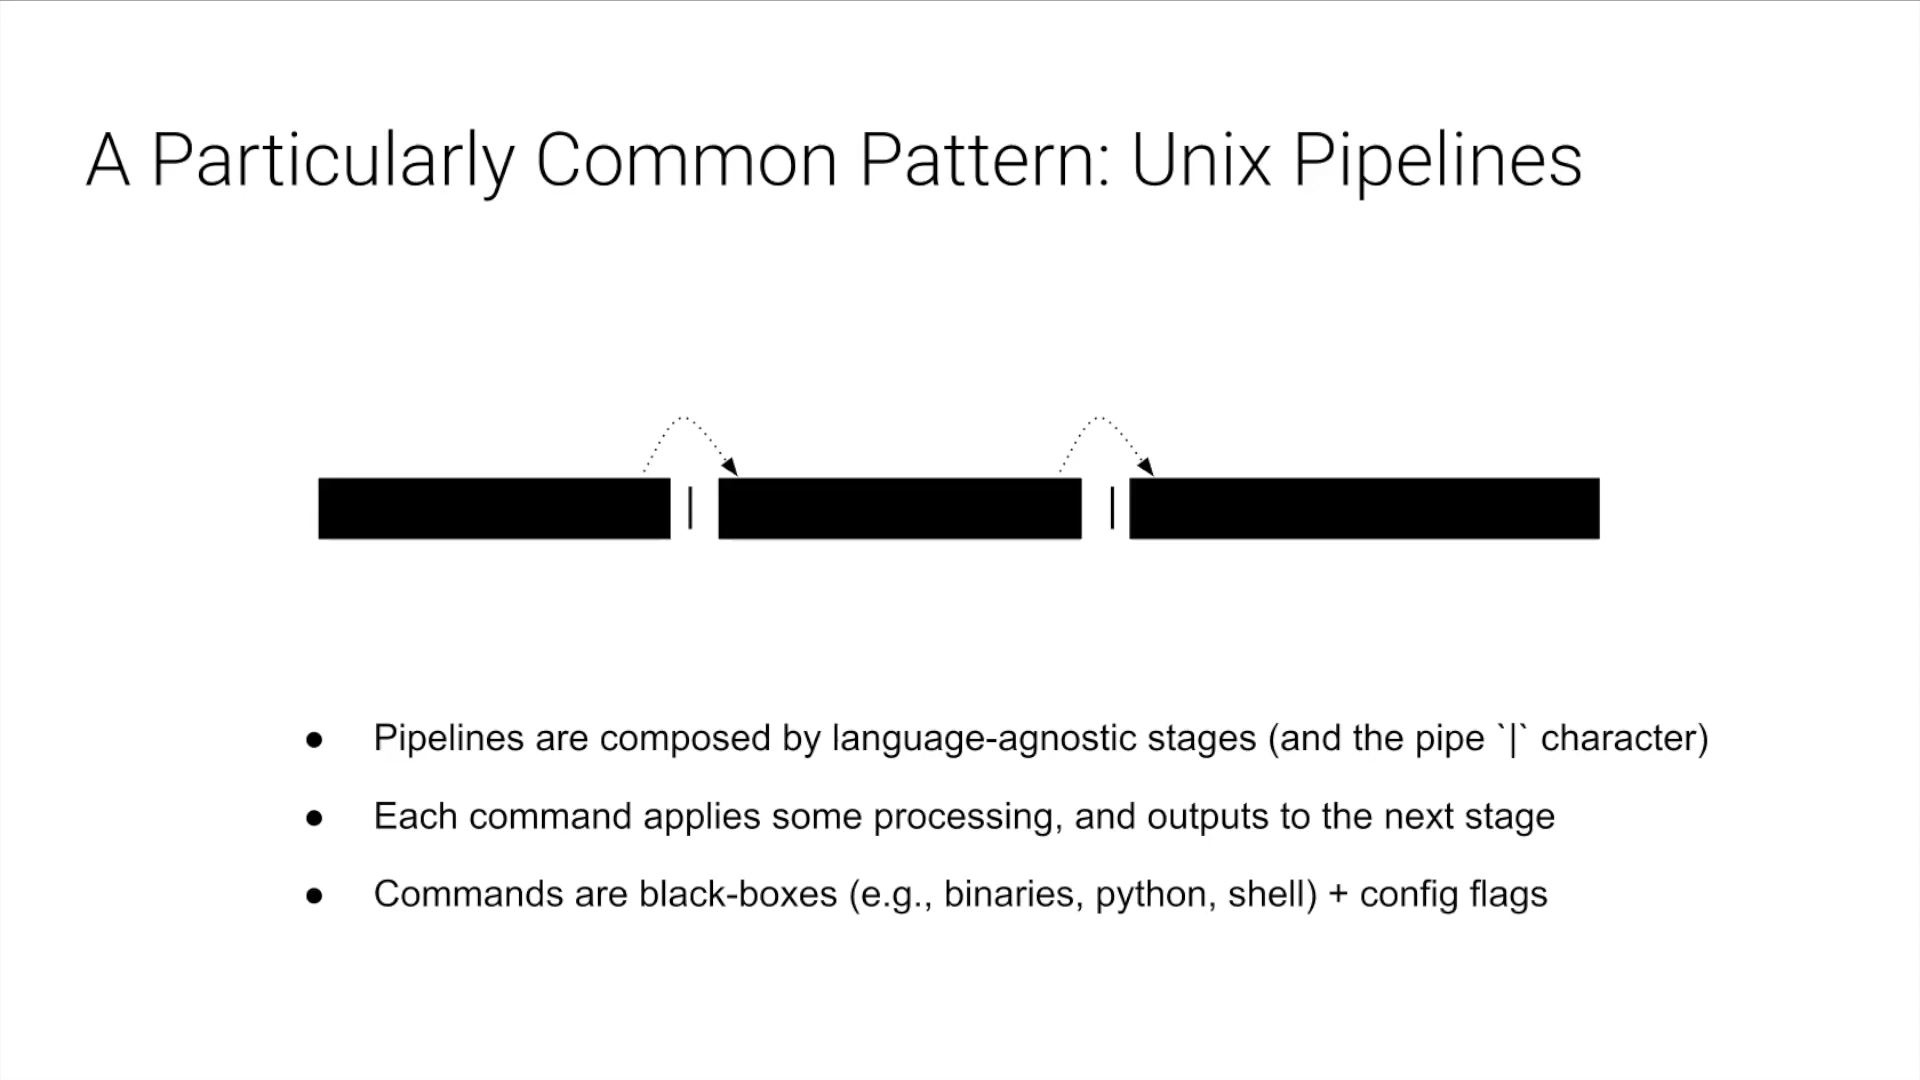 A Particularly Common Pattern: Unix Pipelines
| |
● Pipelines are composed by language-agnostic stages (and the pipe `|` character)
● Each command applies some processing, and outputs to the next stage
● Commands are black-boxes (e.g., binaries, python, shell) + config flags